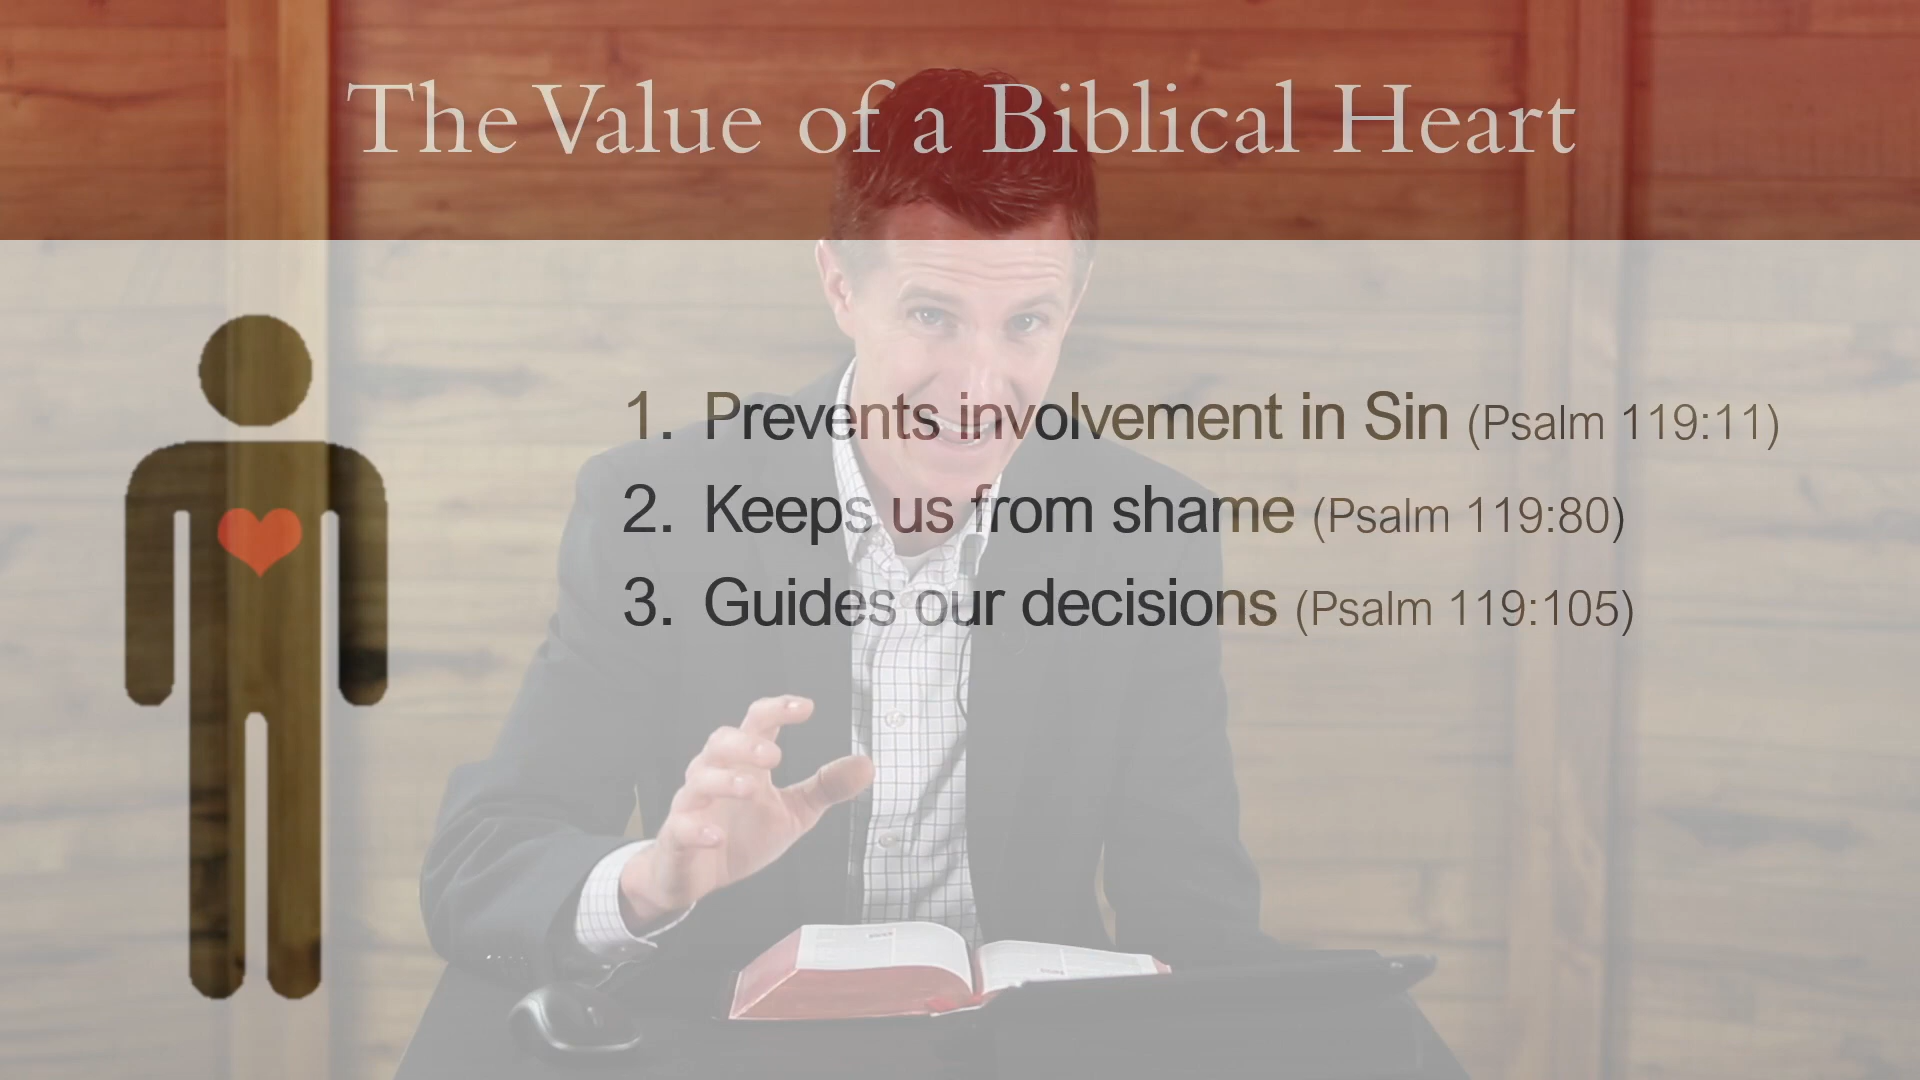 The Value of a Biblical Heart
1. Prevents involvement in Sin (Psalm 119:11)
2. Keeps us from shame (Psalm 119:80)
3. Guides our decisions (Psalm 119:105)